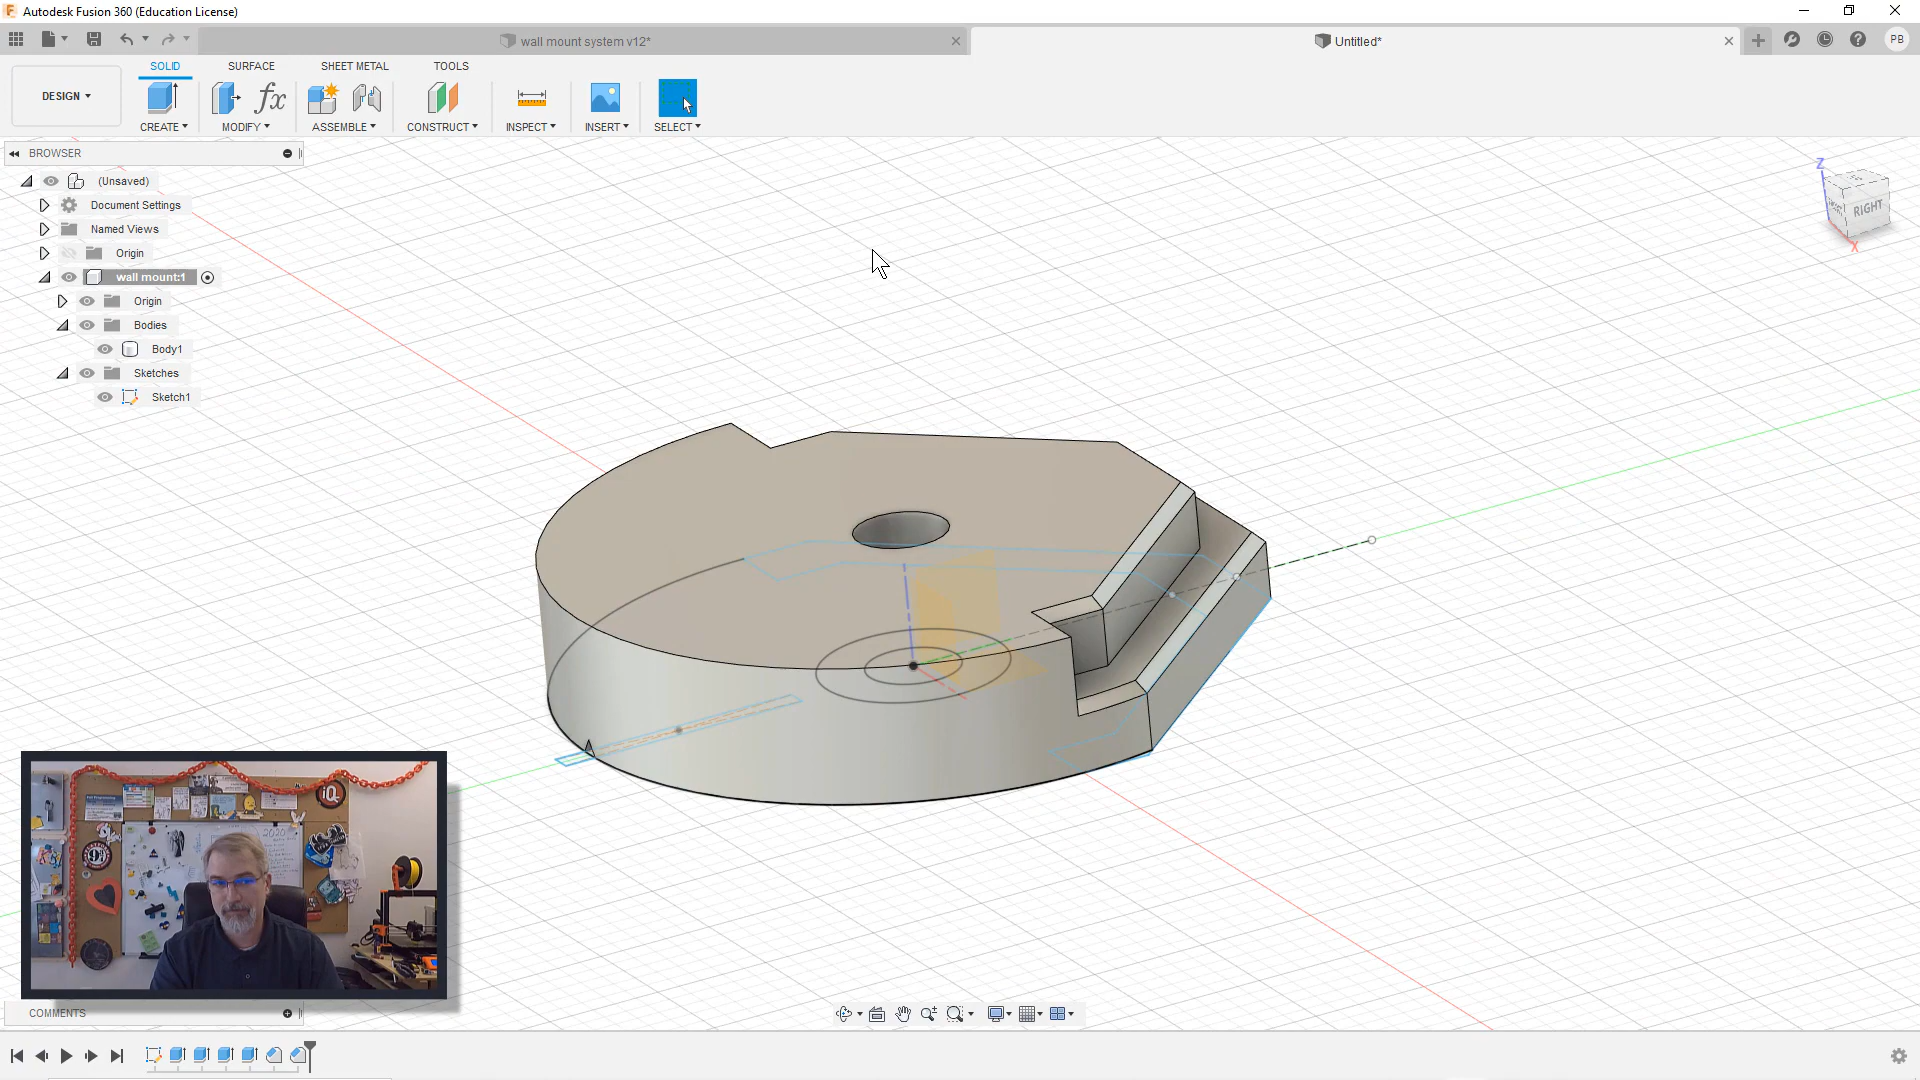 Autodesk Fusion 360 (Education License)
wall mount system v12*
Untitled*
PB
DESIGN
SOLID
SURFACE
SHEET METAL
TOOLS
CREATE
MODIFY
ASSEMBLE
CONSTRUCT
INSPECT
INSERT
SELECT
BROWSER
(Unsaved)
Document Settings
Named Views
Origin
wall mount:1
Origin
Bodies
Body1
Sketches
Sketch1
Z
RIGHT
X
iQ
2020
COMMENTS